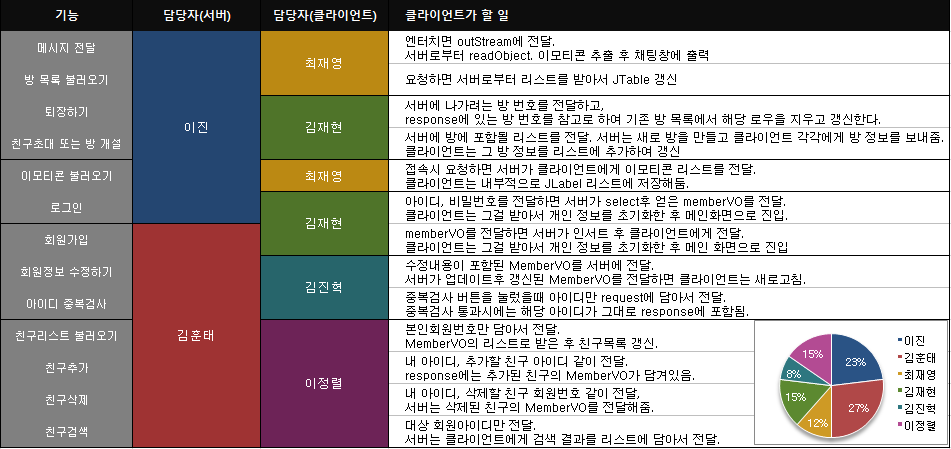 기능 담당자(서버) 담당자(클라이언트) 클라이언트가 할 일
메시지 전달
방 목록 불러오기
퇴장하기
친구초대 또는 방 개설
이모티콘 불러오기
로그인
회원가입
회원정보 수정하기
아이디 중복검사
친구리스트 불러오기
친구추가
친구삭제
친구검색
이진
김훈태
최재영
김재현
최재영
김재현
김진혁
이정렬
엔터치면 outStream에 전달.
서버로부터 readObject. 이모티콘 추출 후 채팅창에 출력
요청하면 서버로부터 리스트를 받아서 JTable 갱신
서버에 나가려는 방 번호를 전달하고,
response에 있는 방 번호를 참고로 하여 기존 방 목록에서 해당 로우을 지우고 갱신한다.
서버에 방에 포함될 리스트를 전달. 서버는 새로 방을 만들고 클라이언트 각각에게 방 정보를 보내줌.
클라이언트는 그 방 정보를 리스트에 추가하여 갱신
접속시 요청하면 서버가 클라이언트에게 이모티콘 리스트를 전달.
클라이언트는 내부적으로 JLabel 리스트에 저장해둠.
아이디, 비밀번호를 전달하면 서버가 select후 얻은 memberVO를 전달.
클라이언트는 그걸 받아서 개인 정보를 초기화한 후 메인화면으로 진입.
memberVO를 전달하면 서버가 인서트 후 클라이언트에게 전달.
클라이언트는 그걸 받아서 개인 정보를 초기화한 후 메인 화면으로 진입
수정내용이 포함된 MemberVO를 서버에 전달.
서버가 업데이트후 갱신된 MemberVO를 전달하면 클라이언트는 새로고침.
중복검사 버튼을 눌렀을때 아이디만 request에 담아서 전달.
중복검사 통과시에는 해당 아이디가 그대로 response에 포함됨.
본인회원번호만 담아서 전달.
MemberVO의 리스트로 받은 후 친구목록 갱신.
내 아이디, 추가할 친구 아이디 같이 전달.
response에는 추가된 친구의 MemberVO가 담겨있음.
내 아이디, 삭제할 친구 회원번호 같이 전달,
서버는 삭제된 친구의 MemberVO를 전달해줌.
대상 회원아이디만 전달.
서버는 클라이언트에게 검색 결과를 리스트에 담아서 전달.
23%
27%
12%
15%
8%
15%
이진
김훈태
최재영
김재현
김진혁
이정렬